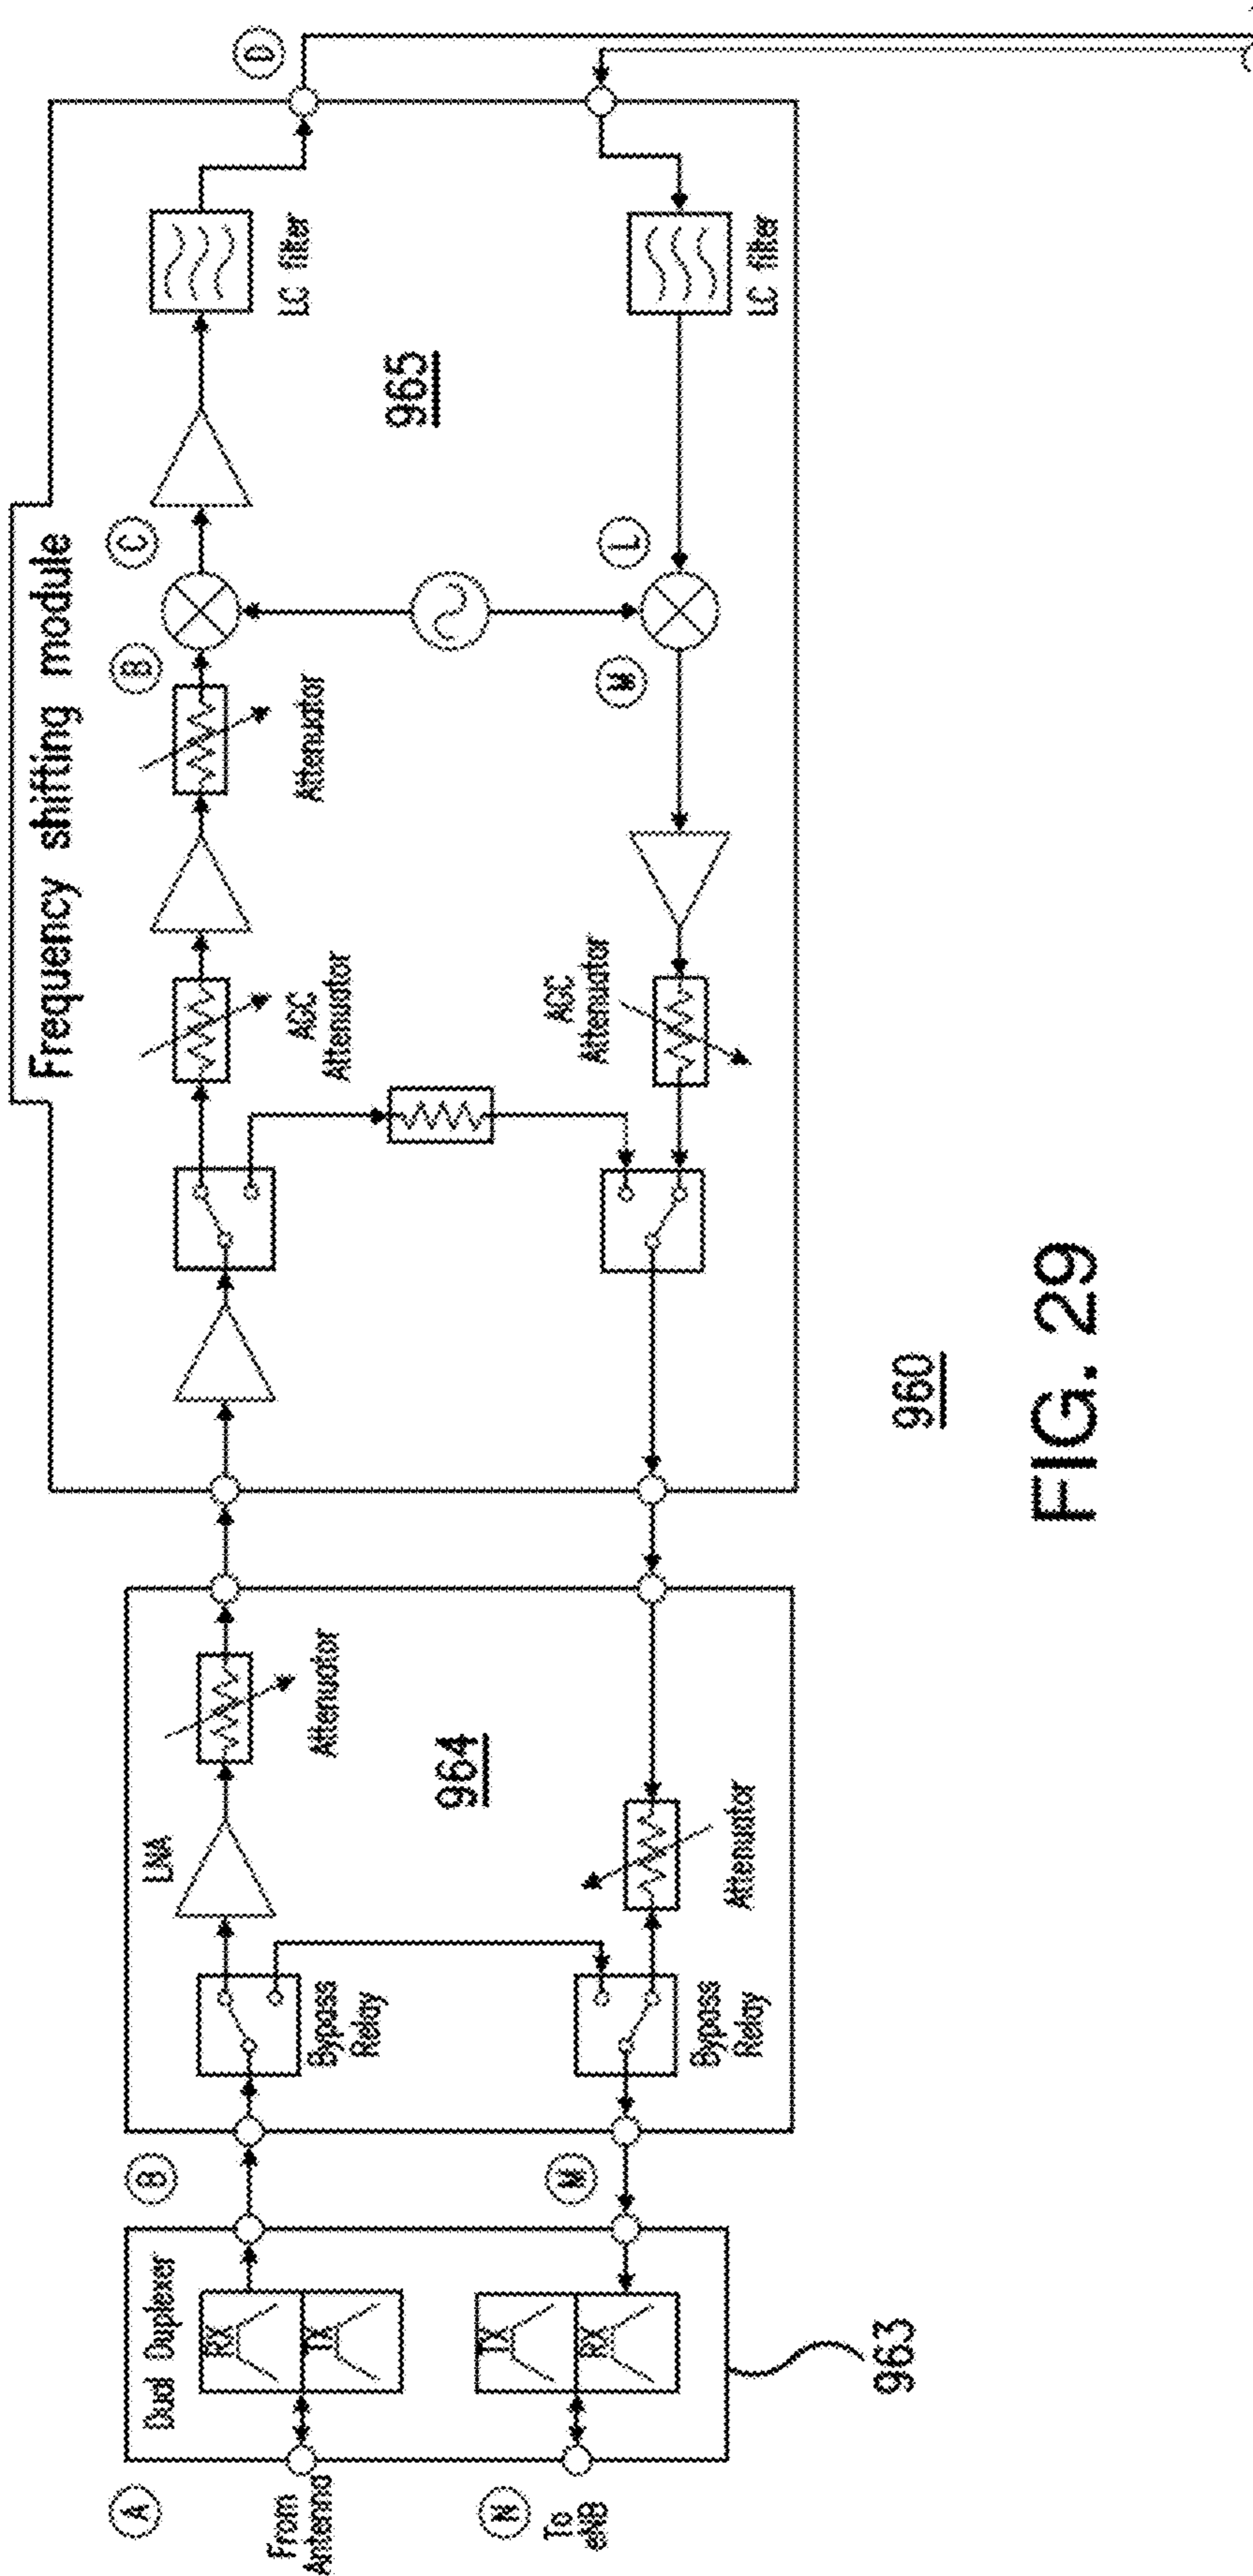 Frequency shifting module
D
LC filter
LC filter
965
C
L
B
M
Attenuator
AGC
Attenuator
AGC
Attenuator
LNA
Attenuator
964
Attenuator
Bypass
Relay
Bypass
Relay
B
M
Dual Duplexer
RX
TX
TX
RX
963
A
From
Antenna
N
To
eNB
960
FIG. 29